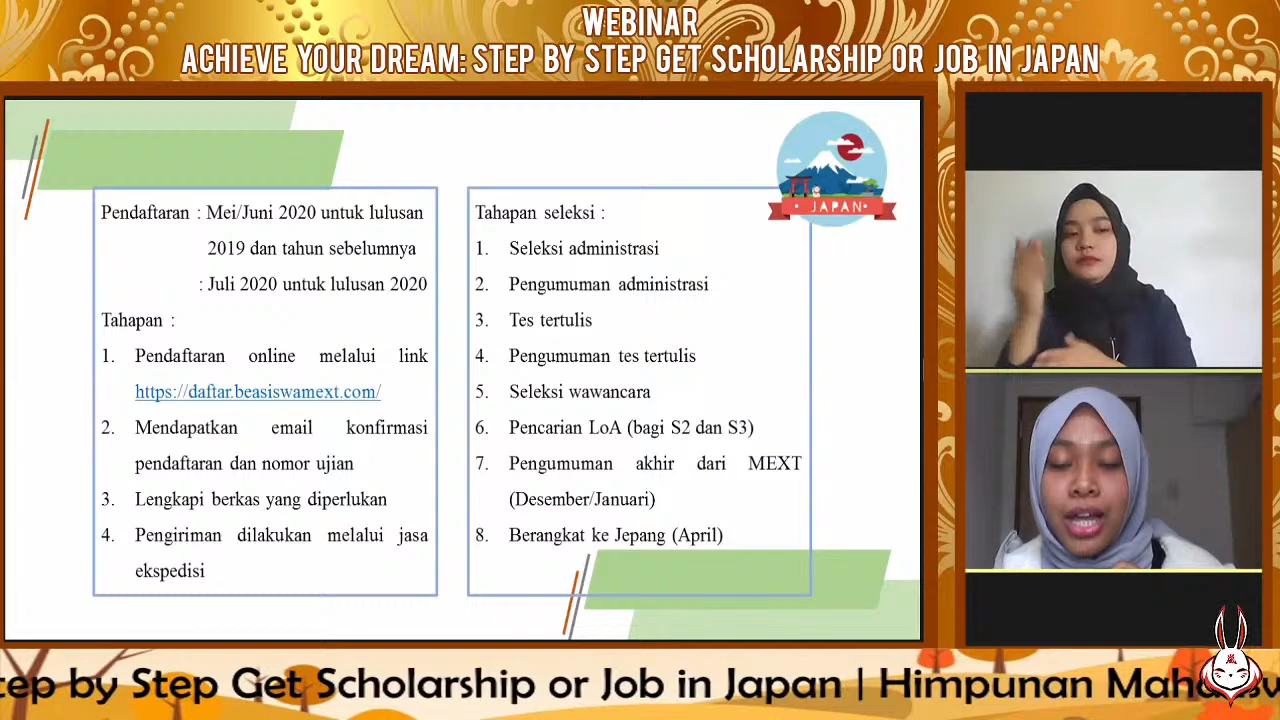 WEBINAR
ACHIEVE YOUR DREAM: STEP BY STEP GET SCHOLARSHIP OR JOB IN JAPAN
Pendaftaran : Mei/Juni 2020 untuk lulusan
2019 dan tahun sebelumnya
: Juli 2020 untuk lulusan 2020
Tahapan :
1. Pendaftaran online melalui link
https://daftar.beasiswamext.com/
2. Mendapatkan email konfirmasi
pendaftaran dan nomor ujian
3. Lengkapi berkas yang diperlukan
4. Pengiriman dilakukan melalui jasa
ekspedisi
JAPAN
Tahapan seleksi :
1. Seleksi administrasi
2. Pengumuman administrasi
3. Tes tertulis
4. Pengumuman tes tertulis
5. Seleksi wawancara
6. Pencarian LoA (bagi S2 dan S3)
7. Pengumuman akhir dari MEXT
(Desember/Januari)
8. Berangkat ke Jepang (April)
by Step Get Scholarship or Job in Japan | Himpunan